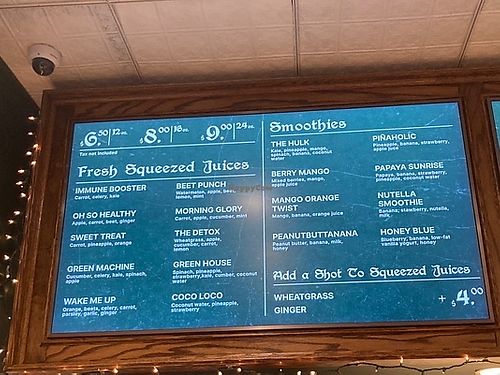 $6.50 12 oz. $8.00 16 oz. $9.00 24 oz.
Tax not included
Fresh Squeezed Juices
IMMUNE BOOSTER
Carrot, celery, kale
OH SO HEALTHY
Apple, carrot, beet, ginger
SWEET TREAT
Carrot, pineapple, orange
GREEN MACHINE
Cucumber, celery, kale, spinach,
apple
WAKE ME UP
Orange, beets, celery, carrot,
parsley, garlic, ginger
BEET PUNCH
Watermelon, apple, beet,
lemon, mint
MORNING GLORY
Carrot, apple, cucumber, mint
THE DETOX
Wheatgrass, apple,
cucumber, carrot,
lemon
GREEN HOUSE
Spinach, pineapple,
strawberry, kale, cumber, coconut
water
COCO LOCO
Coconut water, pineapple,
strawberry
Smoothies
THE HULK
Kale, pineapple, mango,
spinach, banana, coconut
water
BERRY MANGO
Mixed berries, mango,
apple juice
MANGO ORANGE
TWIST
Mango, banana, orange juice
PEANUTBUTTANANA
Peanut butter, banana, milk,
honey
PIÑAHOLIC
Pineapple, banana, strawberry,
apple juice
PAPAYA SUNRISE
Papaya, banana, strawberry,
pineapple, coconut water
NUTELLA
SMOOTHIE
Banana, strawberry, nutella,
milk
HONEY BLUE
Blueberry, banana, low-fat
vanilla yogurt, honey
Add a Shot To Squeezed Juices
WHEATGRASS
GINGER
+ $4.00